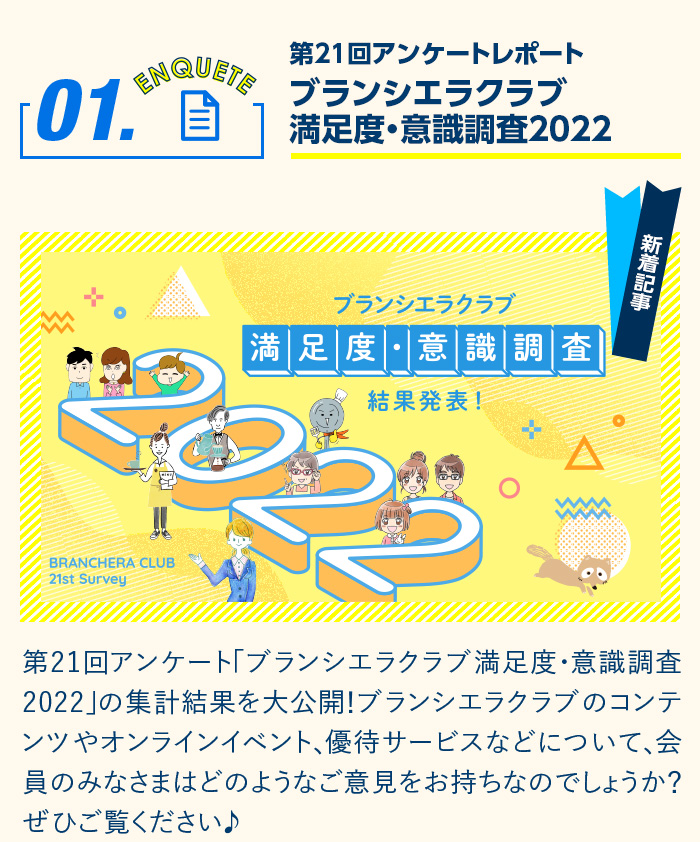 01.
ENQUETE
第21回アンケートレポート
ブランシエラクラブ
満足度・意識調査2022
新着記事
ブランシエラクラブ
満足度・意識調査
結果発表！
2022
BRANCHERA CLUB
21st Survey
第21回アンケート「ブランシエラクラブ満足度・意識調査
2022」の集計結果を大公開！ブランシエラクラブのコンテ
ンツやオンラインイベント、優待サービスなどについて、会
員のみなさまはどのようなご意見をお持ちなのでしょうか？
ぜひご覧ください♪